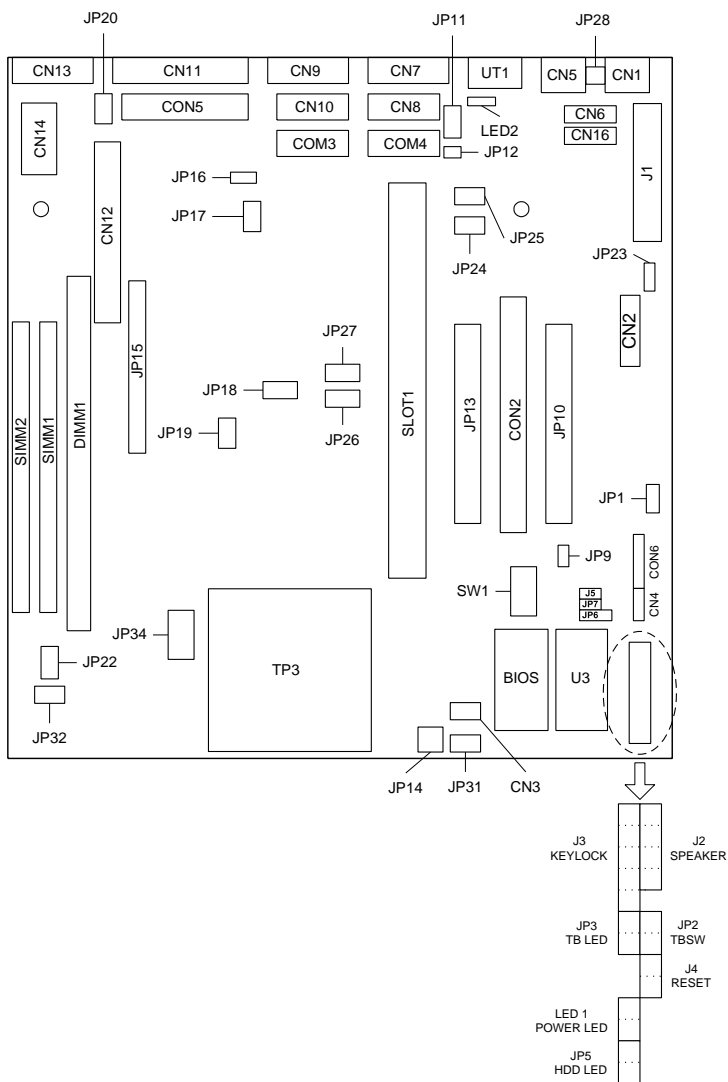 JP20
JP11
JP28
CN13
CN11
CN9
CN7
UT1
CN5
CN1
CON5
CN10
CN8
LED2
CN6
CN14
COM3
COM4
JP12
CN16
J1
JP16
JP17
CN12
JP25
JP24
JP23
CN2
JP27
JP15
JP18
JP26
JP19
SLOT1
JP13
CON2
JP10
SIMM2
SIMM1
DIMM1
JP1
JP9
CON6
SW1
J5
JP7
JP6
CN4
JP34
TP3
BIOS
U3
JP22
JP32
JP14
JP31
CN3
J3
KEYLOCK
J2
SPEAKER
JP3
TB LED
JP2
TBSW
J4
RESET
LED 1
POWER LED
JP5
HDD LED